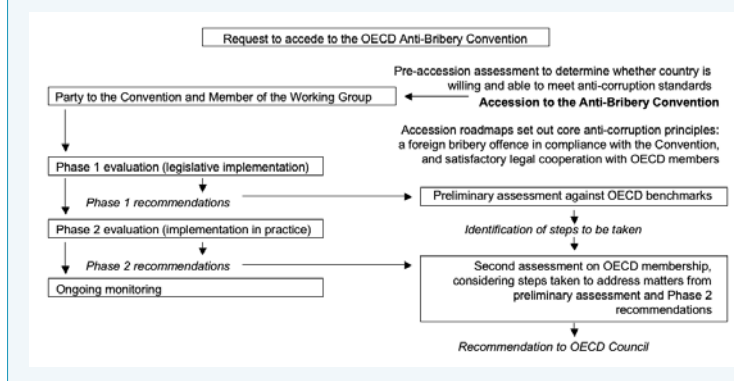 Request to accede to the OECD Anti-Bribery Convention
Pre-accession assessment to determine whether country is
willing and able to meet anti-corruption standards
Party to the Convention and Member of the Working Group
Accession to the Anti-Bribery Convention
Accession roadmaps set out core anti-corruption principles:
a foreign bribery offence in compliance with the Convention,
and satisfactory legal cooperation with OECD members
Phase 1 evaluation (legislative implementation)
Phase 1 recommendations
Preliminary assessment against OECD benchmarks
Phase 2 evaluation (implementation in practice)
Identification of steps to be taken
Phase 2 recommendations
Second assessment on OECD membership,
considering steps taken to address matters from
preliminary assessment and Phase 2
recommendations
Ongoing monitoring
Recommendation to OECD Council